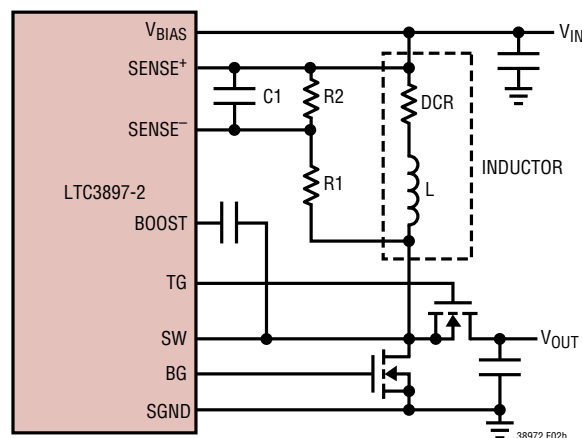 VBIAS
VIN
SENSE+
C1
R2
DCR
SENSE–
INDUCTOR
LTC3897-2
R1
L
BOOST
TG
SW
VOUT
BG
SGND
38972 F02b